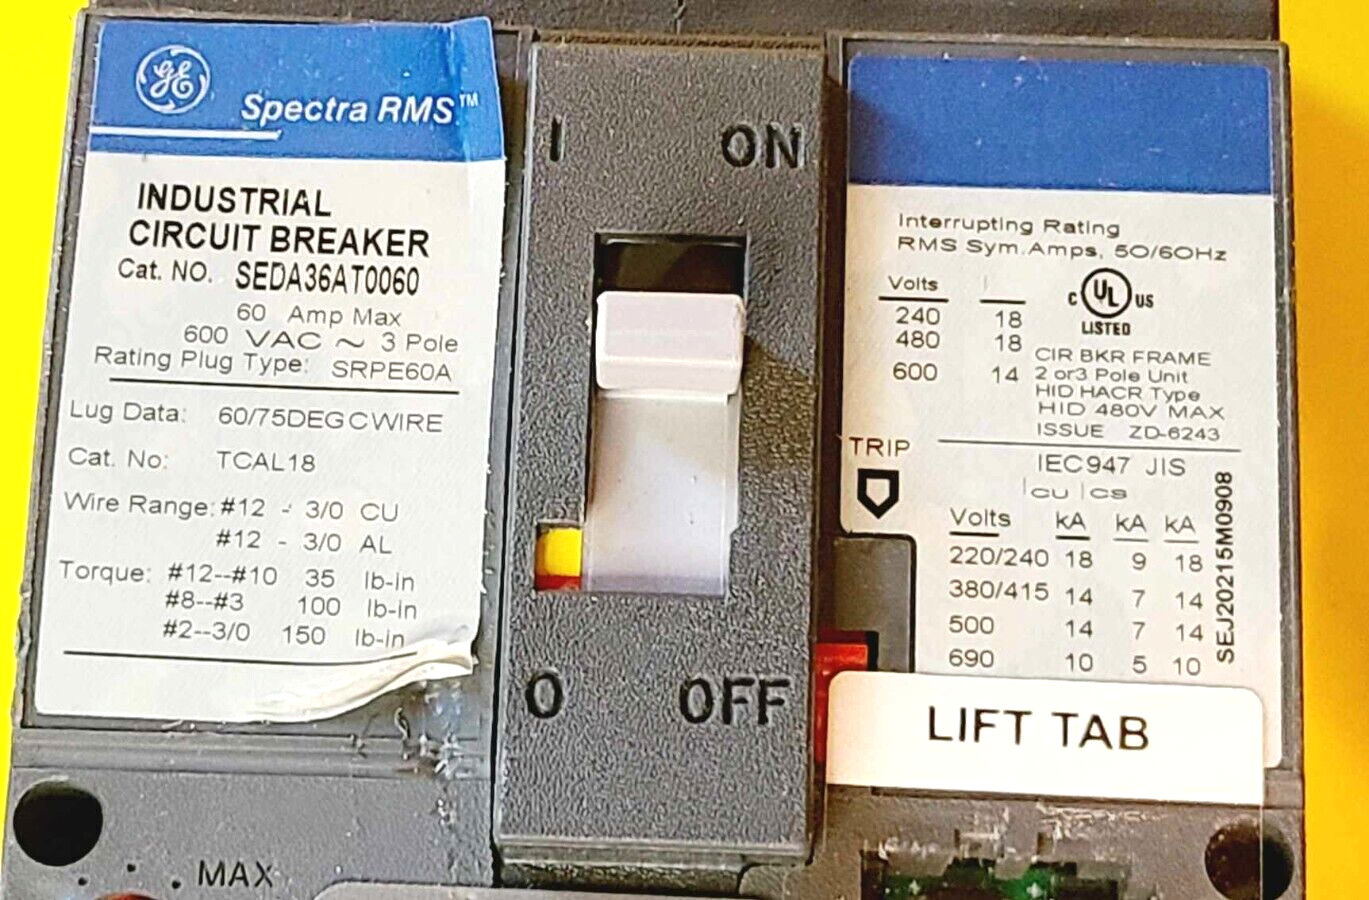 GE
Spectra RMS™
INDUSTRIAL
CIRCUIT BREAKER
Cat. NO. SEDA36AT0060
60 Amp Max
600 VAC ~ 3 Pole
Rating Plug Type: SRPE60A
Lug Data: 60/75DEGCWIRE
Cat. No: TCAL18
Wire Range: #12 - 3/0 CU
#12 - 3/0 AL
Torque: #12--#10 35 lb-in
#8--#3 100 lb-in
#2--3/0 150 lb-in
MAX
I ON
O OFF
Interrupting Rating
RMS Sym. Amps, 50/60Hz
Volts I
240 18
480 18
600 14
C UL US
LISTED
CIR BKR FRAME
2 or3 Pole Unit
HID HACR Type
HID 480V MAX
ISSUE ZD-6243
TRIP
IEC947 JIS
ICU ICS
Volts kA kA kA
220/240 18 9 18
380/415 14 7 14
500 14 7 14
690 10 5 10
SEJ20215M0908
LIFT TAB